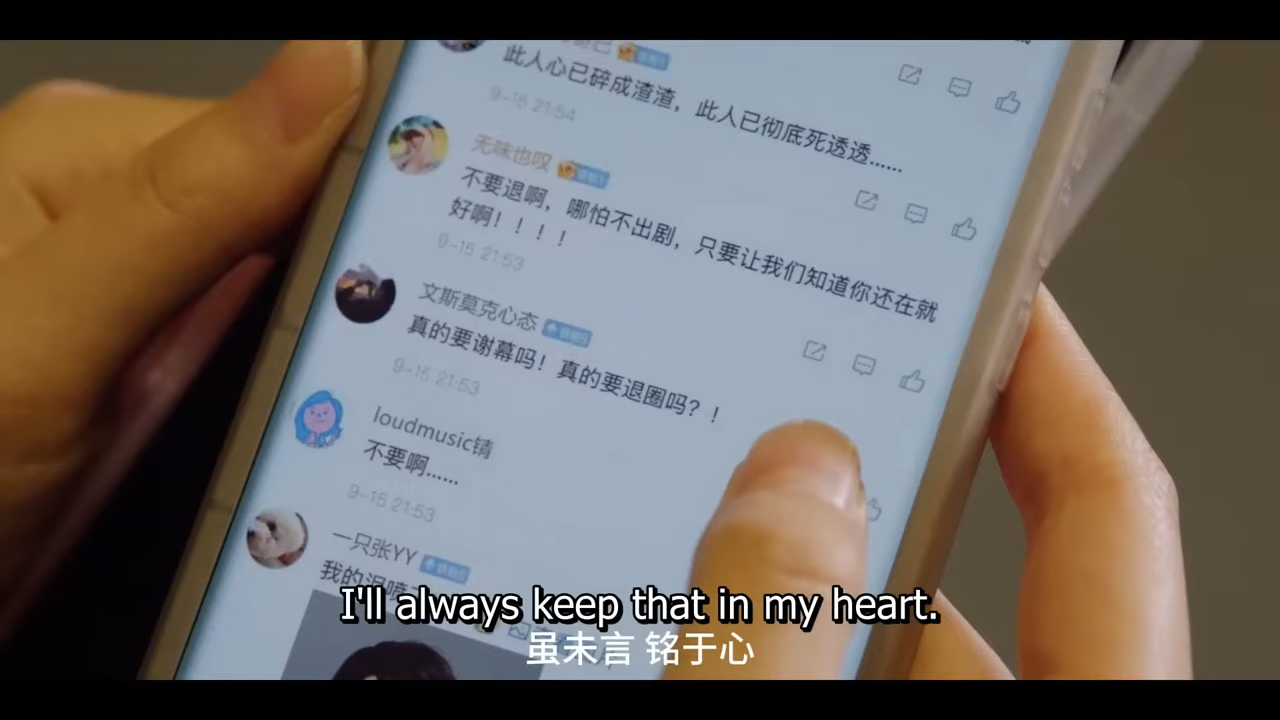 此人心已碎成渣渣，此人已彻底死透透......
9-15 21:54
无味也叹
不要退啊，哪怕不出剧，只要让我们知道你还在就
好啊！！！！
9-15 21:53
文斯莫克心态
真的要谢幕吗！真的要退圈吗？！
9-15 21:53
loudmusic锖
不要啊......
9-15 21:53
一只张YY
我的泪喷
I'll always keep that in my heart.
虽未言 铭于心